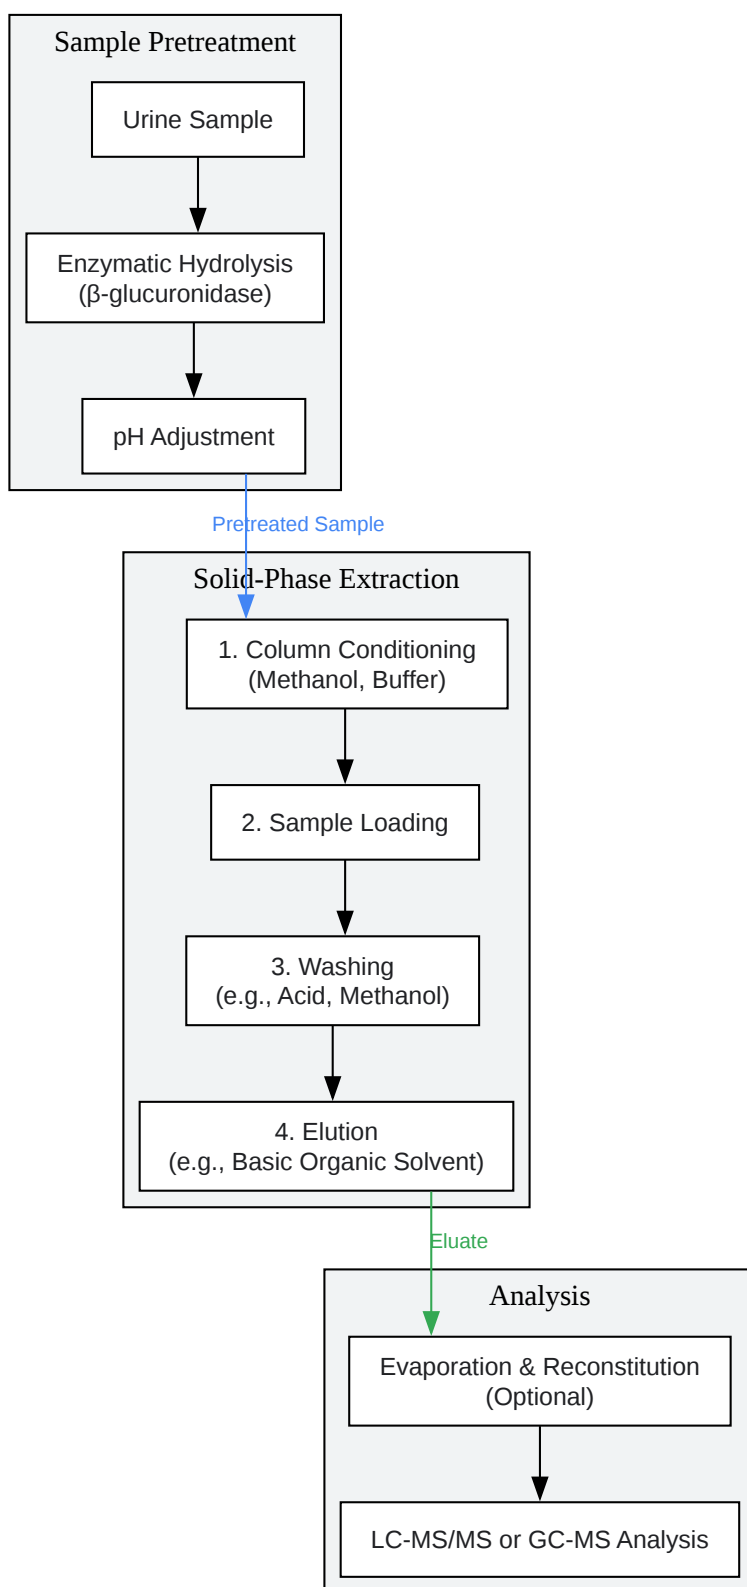 Sample Pretreatment
Urine Sample
Enzymatic Hydrolysis
(β-glucuronidase)
pH Adjustment
Pretreated Sample
Solid-Phase Extraction
1. Column Conditioning
(Methanol, Buffer)
2. Sample Loading
3. Washing
(e.g., Acid, Methanol)
4. Elution
(e.g., Basic Organic Solvent)
Eluate
Analysis
Evaporation & Reconstitution
(Optional)
LC-MS/MS or GC-MS Analysis